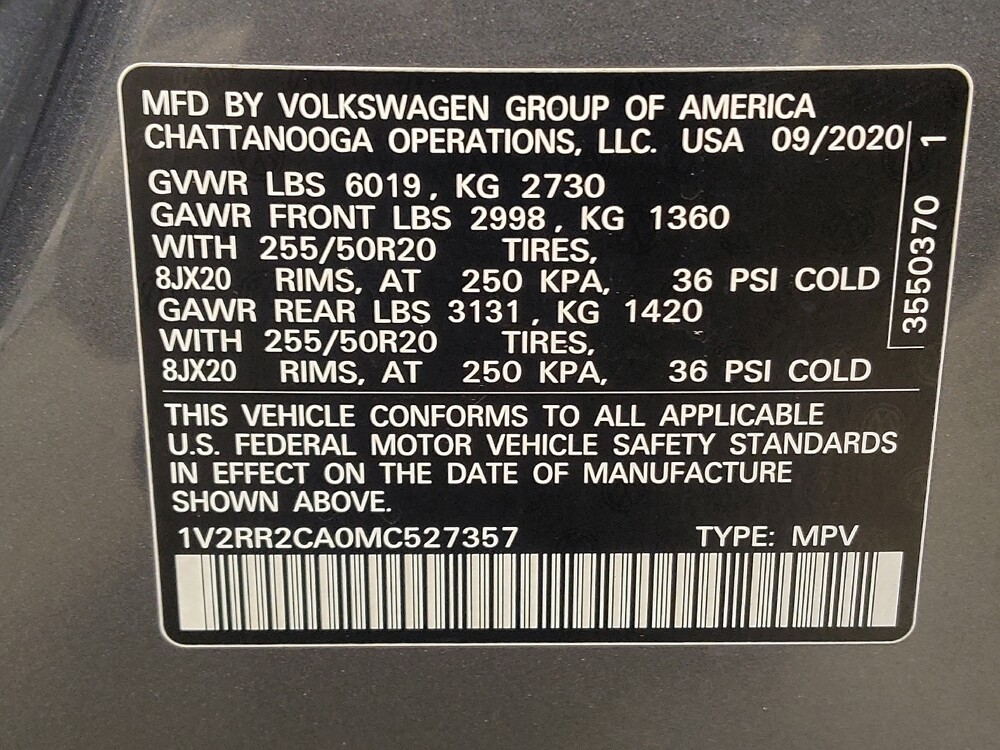 MFD BY VOLKSWAGEN GROUP OF AMERICA
CHATTANOOGA OPERATIONS, LLC. USA 09/2020
GVWR LBS 6019, KG 2730
GAWR FRONT LBS 2998, KG 1360
WITH 255/50R20 TIRES,
8JX20 RIMS, AT 250 KPA, 36 PSI COLD
GAWR REAR LBS 3131, KG 1420
WITH 255/50R20 TIRES,
8JX20 RIMS, AT 250 KPA, 36 PSI COLD
3550370 1
THIS VEHICLE CONFORMS TO ALL APPLICABLE
U.S. FEDERAL MOTOR VEHICLE SAFETY STANDARDS
IN EFFECT ON THE DATE OF MANUFACTURE
SHOWN ABOVE.
1V2RR2CA0MC527357 TYPE: MPV